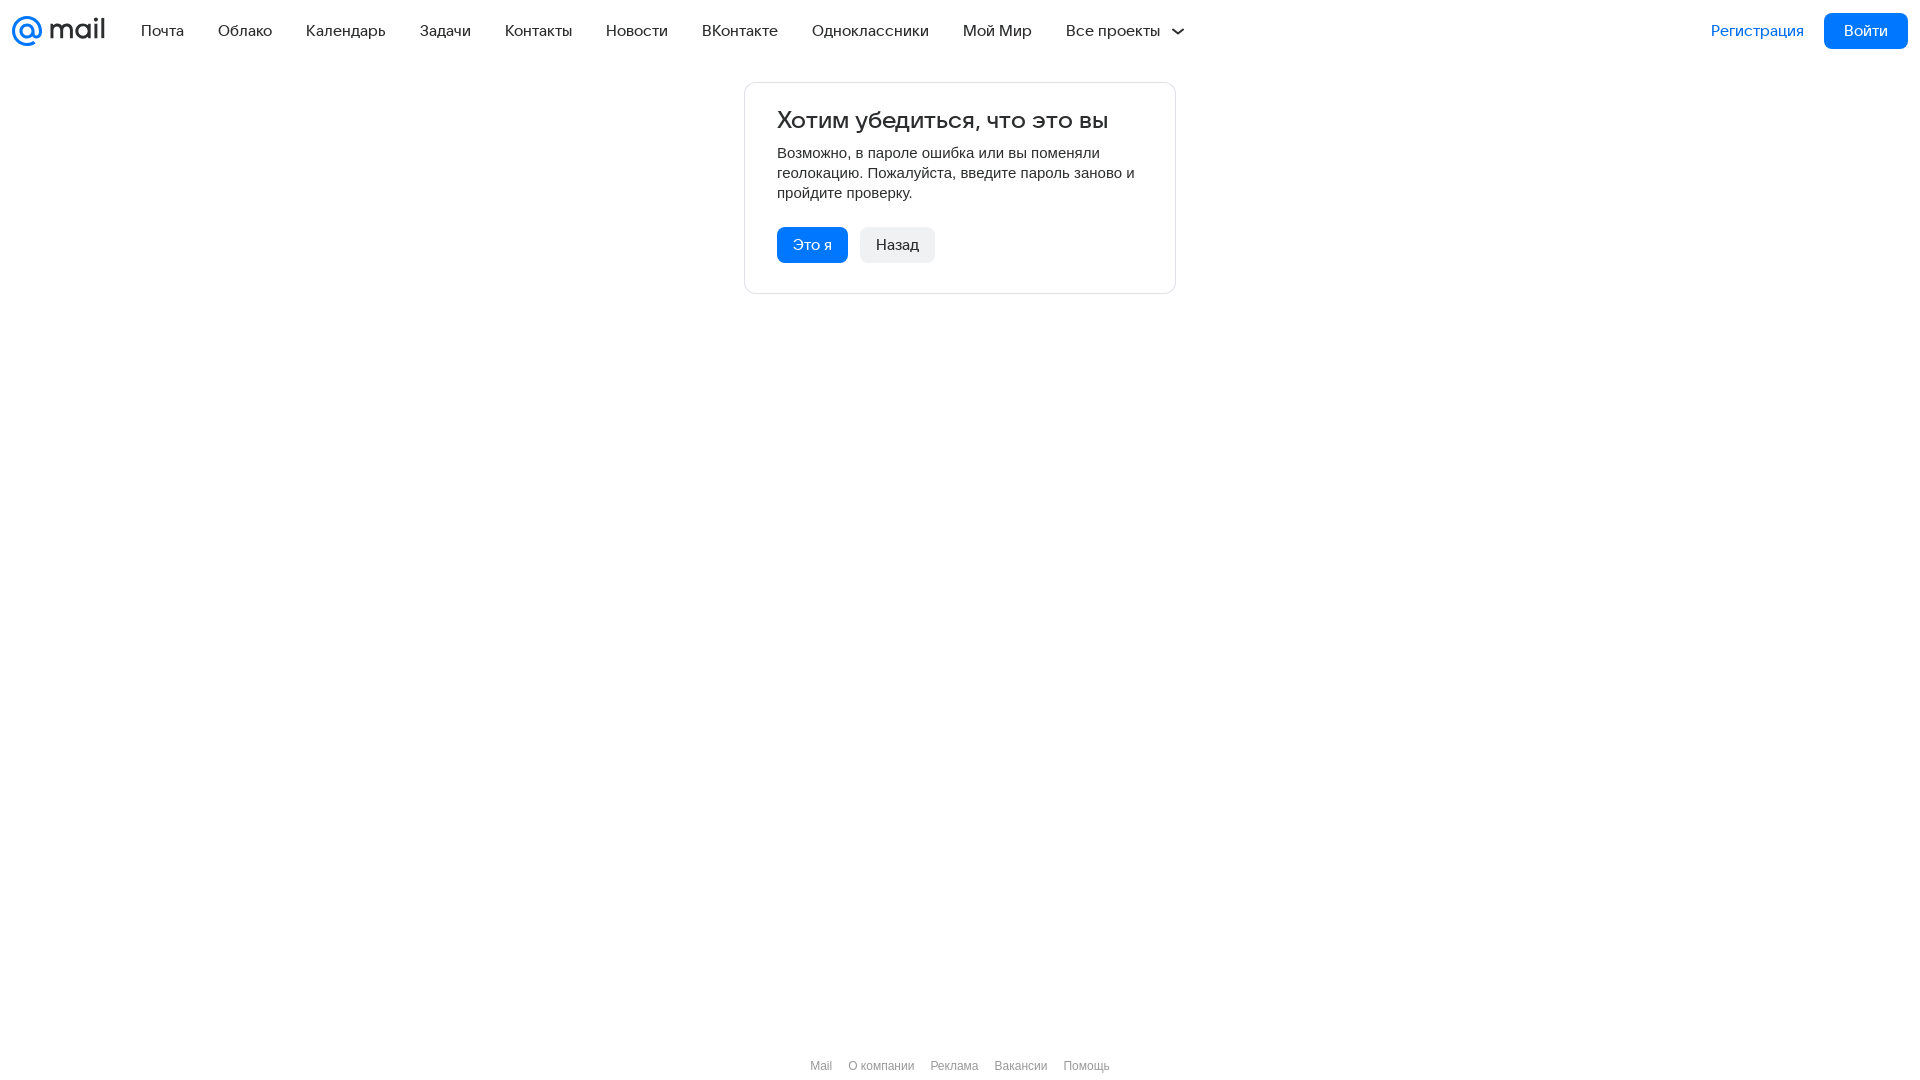 @ mail Почта Облако Календарь Задачи Контакты Новости ВКонтакте Одноклассники Мой Мир Все проекты Регистрация Войти
Хотим убедиться, что это вы
Возможно, в пароле ошибка или вы поменяли
геолокацию. Пожалуйста, введите пароль заново и
пройдите проверку.
Это я Назад
Mail О компании Реклама Вакансии Помощь